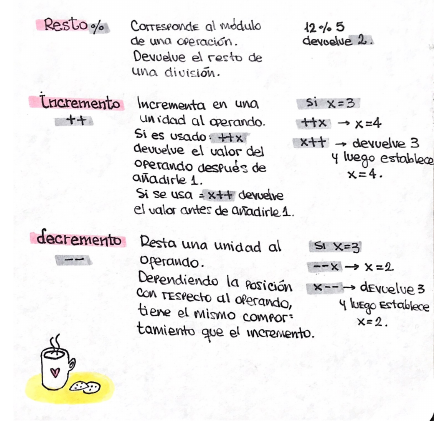 Resto % Corresponde al módulo 12 % 5
de una operación. devuelve 2.
Devuelve el resto de
una división.
Incremento Incrementa en una si x=3
++ unidad al operando. ++x → x=4
Si es usado ++x x++ → devuelve 3
devuelve el valor del y luego establece
operando después de x=4.
añadirle 1.
Si se usa x++ devuelve
el valor antes de añadirle 1.
decremento Resta una unidad al si x=3
-- operando. --x → x=2
Dependiendo la posición x-- → devuelve 3
con respecto al operando, y luego establece
tiene el mismo compor- x=2.
tamiento que el incremento.